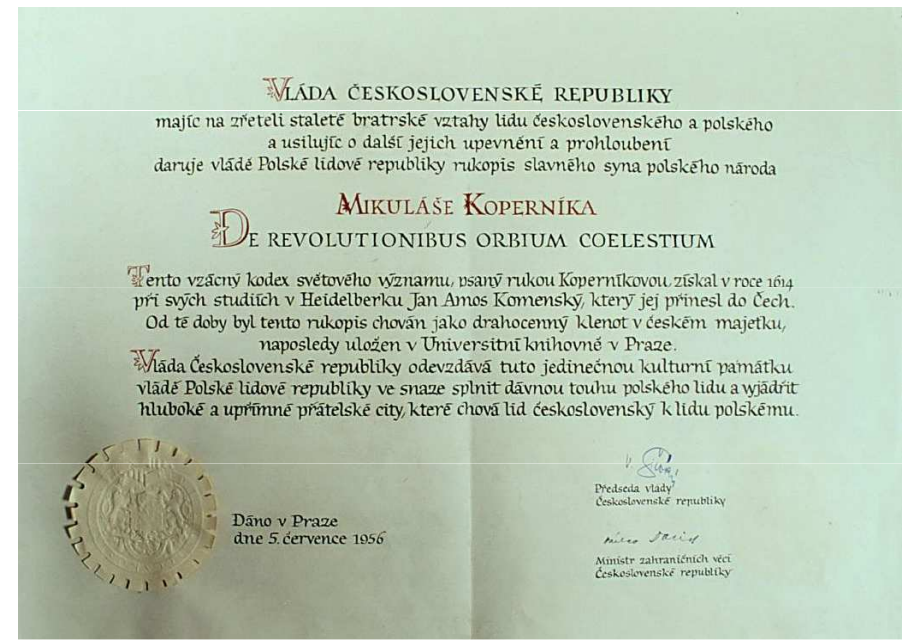 VLÁDA ČESKOSLOVENSKÉ REPUBLIKY
majíc na zřeteli staleté bratrské vztahy lidu československého a polského
a usilujíc o další jejich upevnění a prohloubení
daruje vládě Polské lidové republiky rukopis slavného syna polského národa
MIKULÁŠE KOPERNÍKA
DE REVOLUTIONIBUS ORBIUM COELESTIUM
Tento vzácný kodex světového významu, psaný rukou Koperníkovou, získal v roce 1614
při svých studiích v Heidelberku Jan Amos Komenský, který jej přinesl do Čech.
Od té doby byl tento rukopis chován jako drahocenný klenot v českém majetku,
naposledy uložen v Universitní knihovně v Praze.
Vláda Československé republiky odevzdává tuto jedinečnou kulturní památku
vládě Polské lidové republiky ve snaze splnit dávnou touhu polského lidu a vyjádřit
hluboké a upřímné přátelské city, které chová lid československý k lidu polskému.
Dáno v Praze
dne 5. července 1956
Předseda vlády
Československé republiky
Ministr zahraničních věcí
Československé republiky